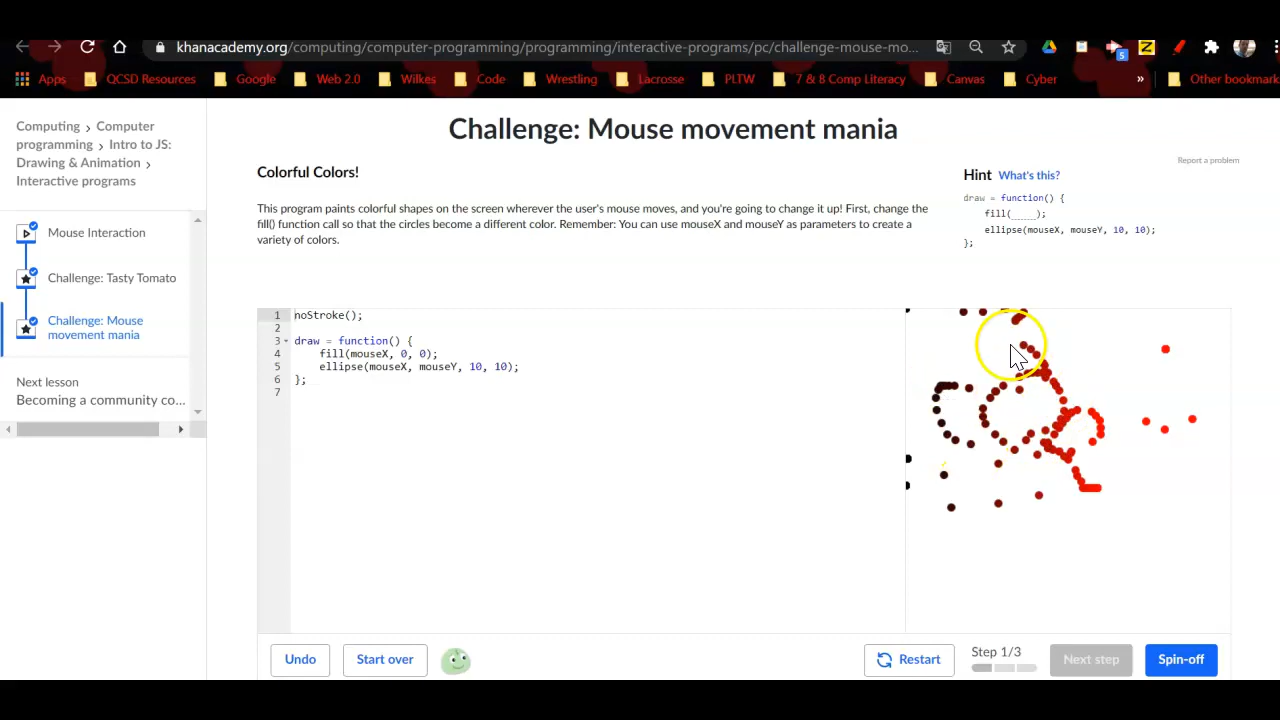 khanacademy.org/computing/computer-programming/programming/interactive-programs/pc/challenge-mouse-mo...
5
Apps QCSD Resources Google Web 2.0 Wilkes Code Wrestling Lacrosse PLTW 7 & 8 Comp Literacy Canvas Cyber » Other bookmark
Computing > Computer
programming > Intro to JS:
Drawing & Animation >
Interactive programs
Mouse Interaction
Challenge: Tasty Tomato
Challenge: Mouse
movement mania
Next lesson
Becoming a community co...
Challenge: Mouse movement mania
Report a problem
Colorful Colors!
This program paints colorful shapes on the screen wherever the user's mouse moves, and you're going to change it up! First, change the
fill() function call so that the circles become a different color. Remember: You can use mouseX and mouseY as parameters to create a
variety of colors.
Hint What's this?
draw = function() {
fill(_____);
ellipse(mouseX, mouseY, 10, 10);
};
1 noStroke();
2
3 draw = function() {
4 fill(mouseX, 0, 0);
5 ellipse(mouseX, mouseY, 10, 10);
6 };
7
Undo
Start over
Restart
Step 1/3
Next step
Spin-off